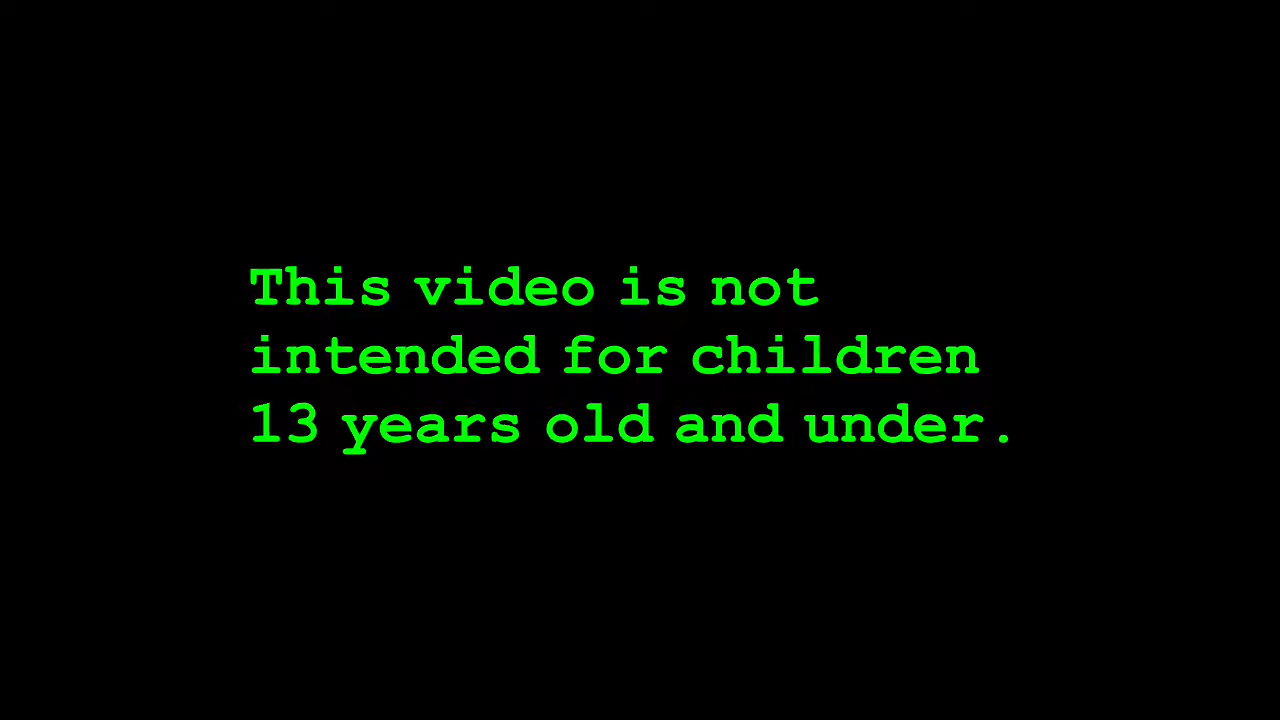 This video is not
intended for children
13 years old and under.